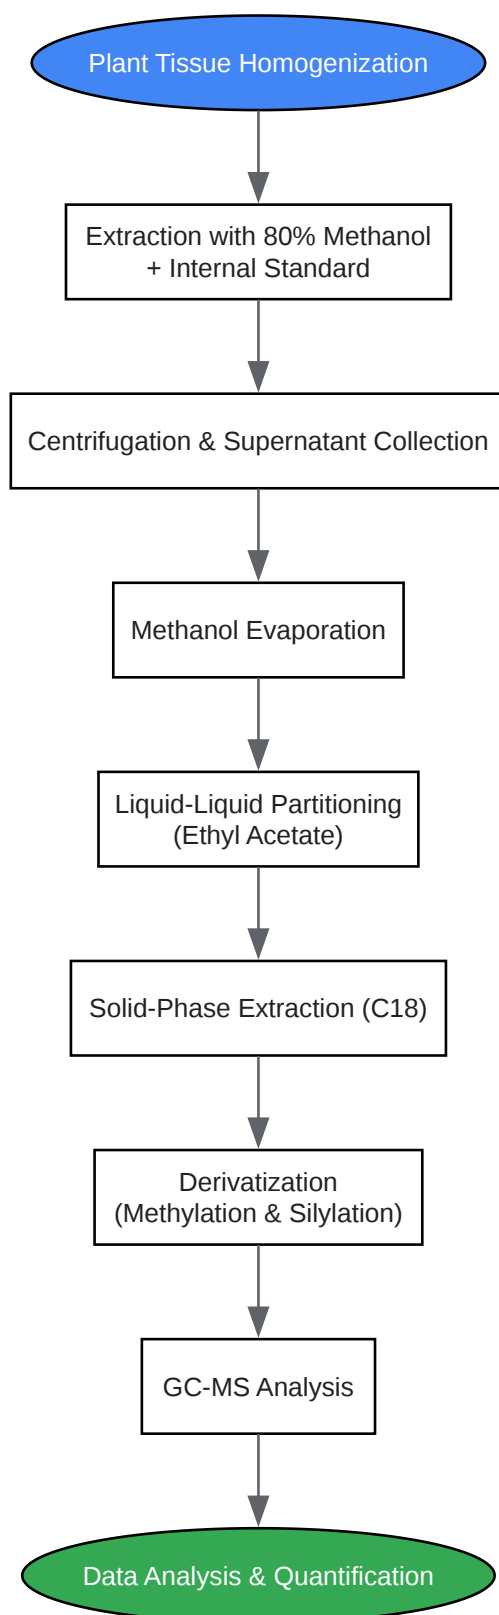 Plant Tissue Homogenization
Extraction with 80% Methanol
+ Internal Standard
Centrifugation & Supernatant Collection
Methanol Evaporation
Liquid-Liquid Partitioning
(Ethyl Acetate)
Solid-Phase Extraction (C18)
Derivatization
(Methylation & Silylation)
GC-MS Analysis
Data Analysis & Quantification